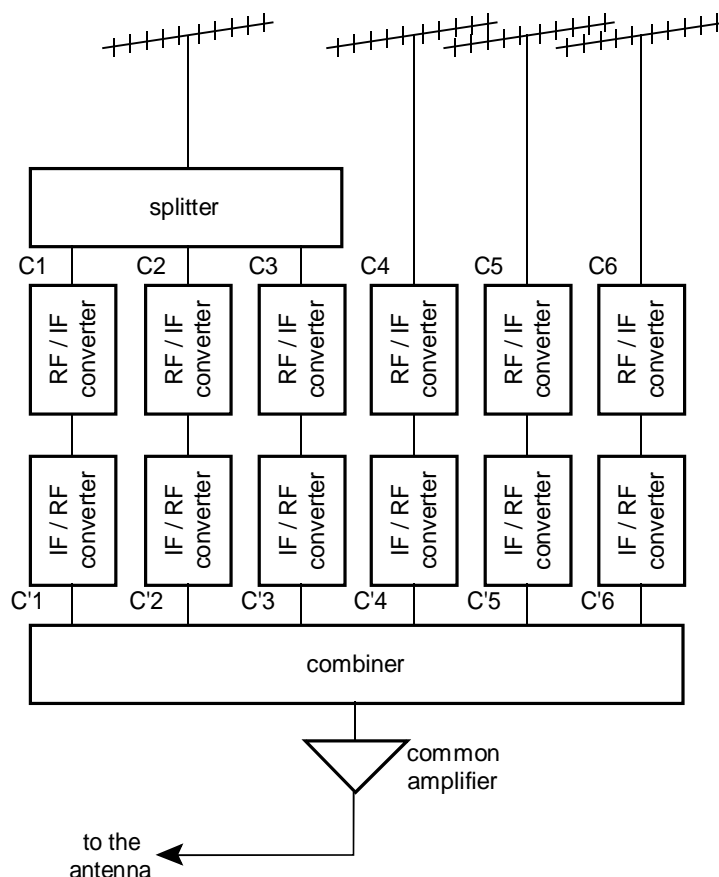 splitter
C1
C2
C3
C4
C5
C6
RF / IF
converter
RF / IF
converter
RF / IF
converter
RF / IF
converter
RF / IF
converter
RF / IF
converter
IF / RF
converter
IF / RF
converter
IF / RF
converter
IF / RF
converter
IF / RF
converter
IF / RF
converter
C'1
C'2
C'3
C'4
C'5
C'6
combiner
common
amplifier
to the
antenna